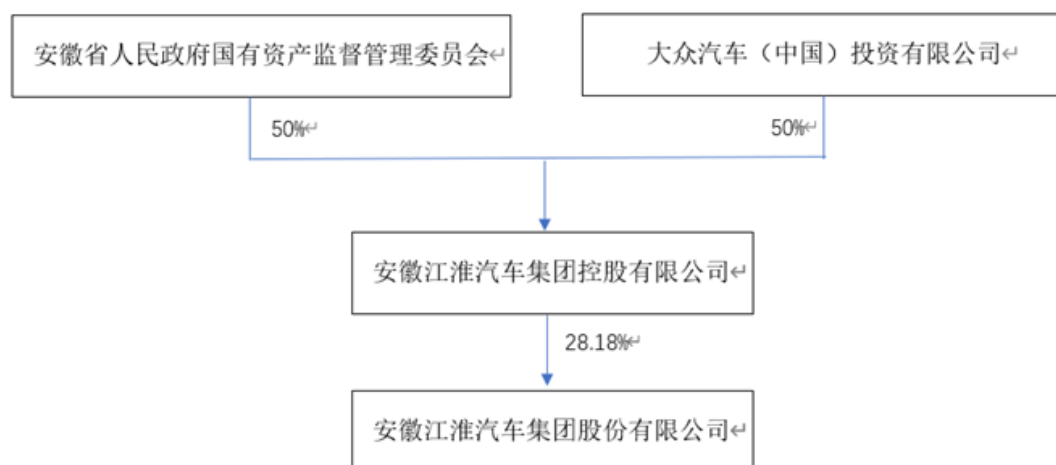 安徽省人民政府国有资产监督管理委员会↵
大众汽车（中国）投资有限公司↵
50%↵
50%↵
安徽江淮汽车集团控股有限公司↵
28.18%↵
安徽江淮汽车集团股份有限公司↵